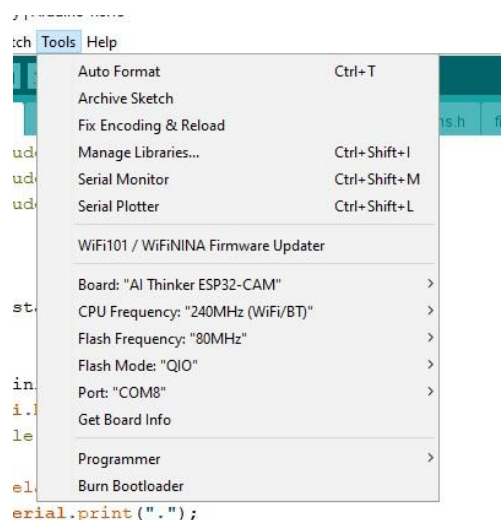 tch Tools Help
Auto Format Ctrl+T
Archive Sketch
Fix Encoding & Reload
Manage Libraries... Ctrl+Shift+I
Serial Monitor Ctrl+Shift+M
Serial Plotter Ctrl+Shift+L
WiFi101 / WiFiNINA Firmware Updater
Board: "AI Thinker ESP32-CAM"
CPU Frequency: "240MHz (WiFi/BT)"
Flash Frequency: "80MHz"
Flash Mode: "QIO"
Port: "COM8"
Get Board Info
Programmer
Burn Bootloader
erial.print(".");